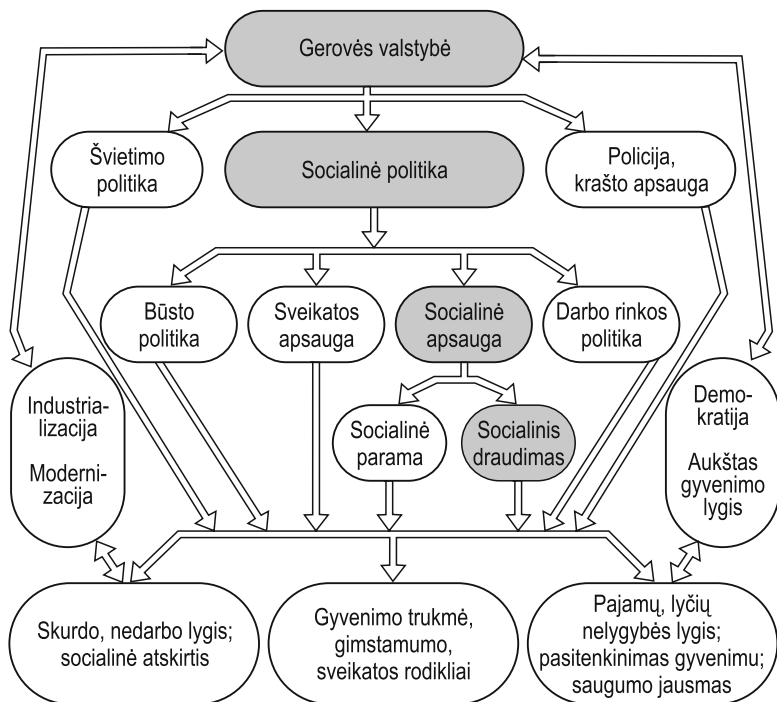 Gerovės valstybė
Švietimo
politika
Socialinė politika
Policija,
krašto apsauga
Būsto
politika
Sveikatos
apsauga
Socialinė
apsauga
Darbo rinkos
politika
Industria-
lizacija
Moderni-
zacija
Socialinė
parama
Socialinis
draudimas
Demo-
kratija
Aukštas
gyvenimo
lygis
Skurdo, nedarbo lygis;
socialinė atskirtis
Gyvenimo trukmė,
gimstamumo,
sveikatos rodikliai
Pajamų, lyčių
nelygybės lygis;
pasitenkinimas gyvenimu;
saugumo jausmas